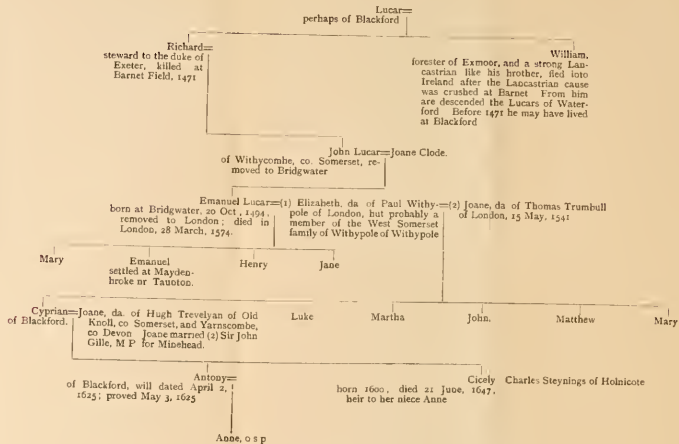 Lucar=
perhaps of Blackford
Richard=
steward to the duke of
Exeter, killed at
Barnet Field, 1471
William,
forester of Exmoor, and a strong Lan-
castrian like his hrother, fled into
Ireland after the Lancastrian cause
was crushed at Barnet From him
are descended the Lucars of Water-
ford Before 1471 he may have lived
at Blackford
John Lucar=Joane Clode.
of Withycombe, co. Somerset, re-
moved to Bridgwater
Emanuel Lucar=(1) Elizabeth, da of Paul Withy-=(2) Joane, da of Thomas Trumbull
born at Bridgwater, 20 Oct, 1494, pole of London, but probably a of London, 15 May, 1541
removed to London; died in member of the West Somerset
London, 28 March, 1574. family of Withypole of Withypole
Mary Emanuel Henry Jane
settled at Mayden-
broke nr Taunton.
Cyprian=Joane, da. of Hugh Trevelyan of Old Luke Martha John. Matthew Mary
of Blackford. Knoll, co Somerset, and Yarnscombe,
co Devon Joane married (2) Sir John
Gille, M P for Minehead.
Antony=
of Blackford, will dated April 2,
1625; proved May 3, 1625
Cicely Charles Steynings of Holnicote
born 1600, died 21 June, 1647,
heir to her niece Anne
Anne, o s p